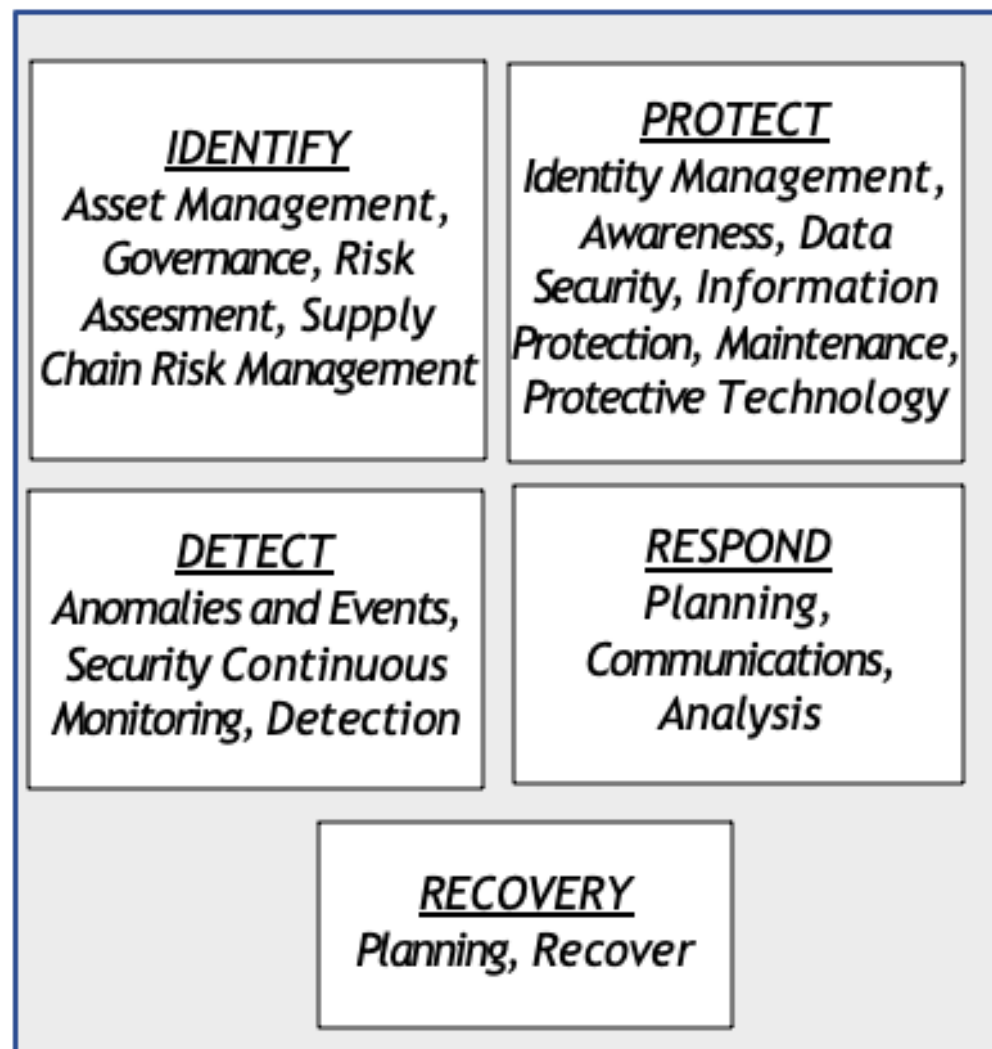 IDENTIFY
Asset Management,
Governance, Risk
Assesment, Supply
Chain Risk Management
PROTECT
Identity Management,
Awareness, Data
Security, Information
Protection, Maintenance,
Protective Technology
DETECT
Anomalies and Events,
Security Continuous
Monitoring, Detection
RESPOND
Planning,
Communications,
Analysis
RECOVERY
Planning, Recover